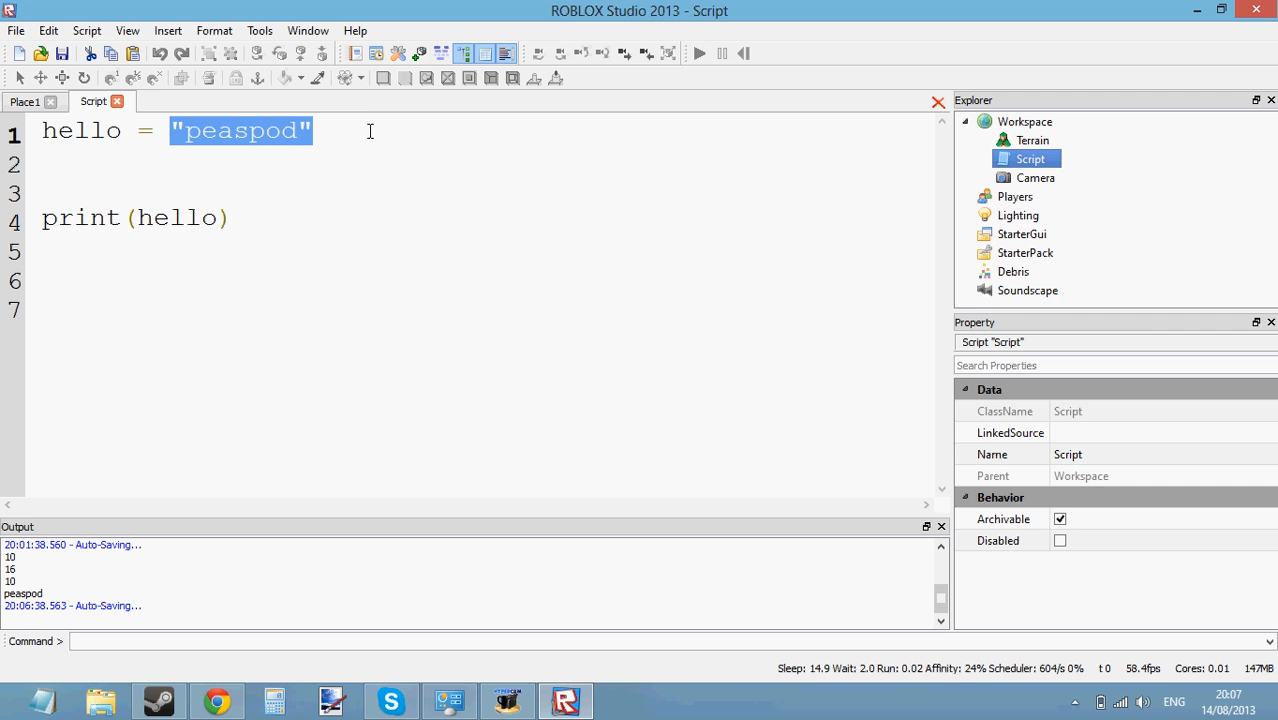 ROBLOX Studio 2013 - Script
File Edit Script View Insert Format Tools Window Help
Place1 Script
1 hello = "peaspod"
2
3
4 print(hello)
5
6
7
Explorer
Workspace
Terrain
Script
Camera
Players
Lighting
StarterGui
StarterPack
Debris
Soundscape
Property
Script "Script"
Search Properties
Data
ClassName Script
LinkedSource
Name Script
Parent Workspace
Behavior
Archivable
Disabled
Output
20:01:38.560 - Auto-Saving...
10
16
10
peaspod
20:06:38.563 - Auto-Saving...
Command >
Sleep: 14.9 Wait: 2.0 Run: 0.02 Affinity: 24% Scheduler: 604/s 0% t 0 58.4fps Cores: 0.01 147MB
ENG
20:07
14/08/2013